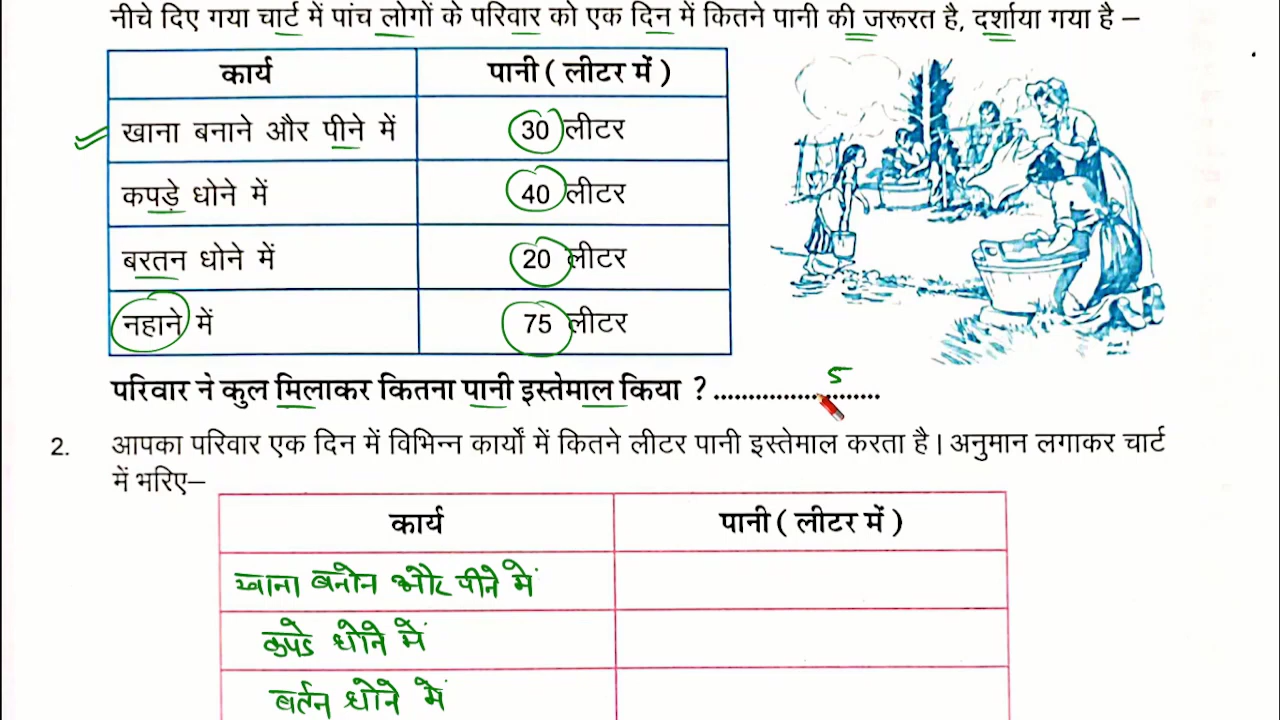 नीचे दिए गया चार्ट में पांच लोगों के परिवार को एक दिन में कितने पानी की जरूरत है, दर्शाया गया है –
कार्य पानी ( लीटर में )
खाना बनाने और पीने में 30 लीटर
कपड़े धोने में 40 लीटर
बरतन धोने में 20 लीटर
नहाने में 75 लीटर
5
परिवार ने कुल मिलाकर कितना पानी इस्तेमाल किया ? ............................
2. आपका परिवार एक दिन में विभिन्न कार्यों में कितने लीटर पानी इस्तेमाल करता है। अनुमान लगाकर चार्ट
में भरिए–
कार्य पानी ( लीटर में )
खाना बनोन और पीने में
कपडे धोने में
बर्तन धोने में